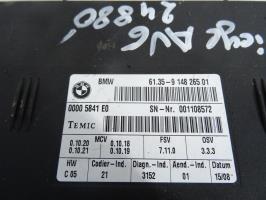 AVG
24880
BMW 61.35-9 148 265 01
0000 5841 E0 SN-Nr. 001108572
TEMIC
MCV FSV OSV
0.10.20 0.10.18
0.10.21 0.10.19 7.11.0 3.3.3
HW Codier-Ind. Diagn.-Ind. Aend.-Ind. Datum
C 05 21 3152 01 15/08